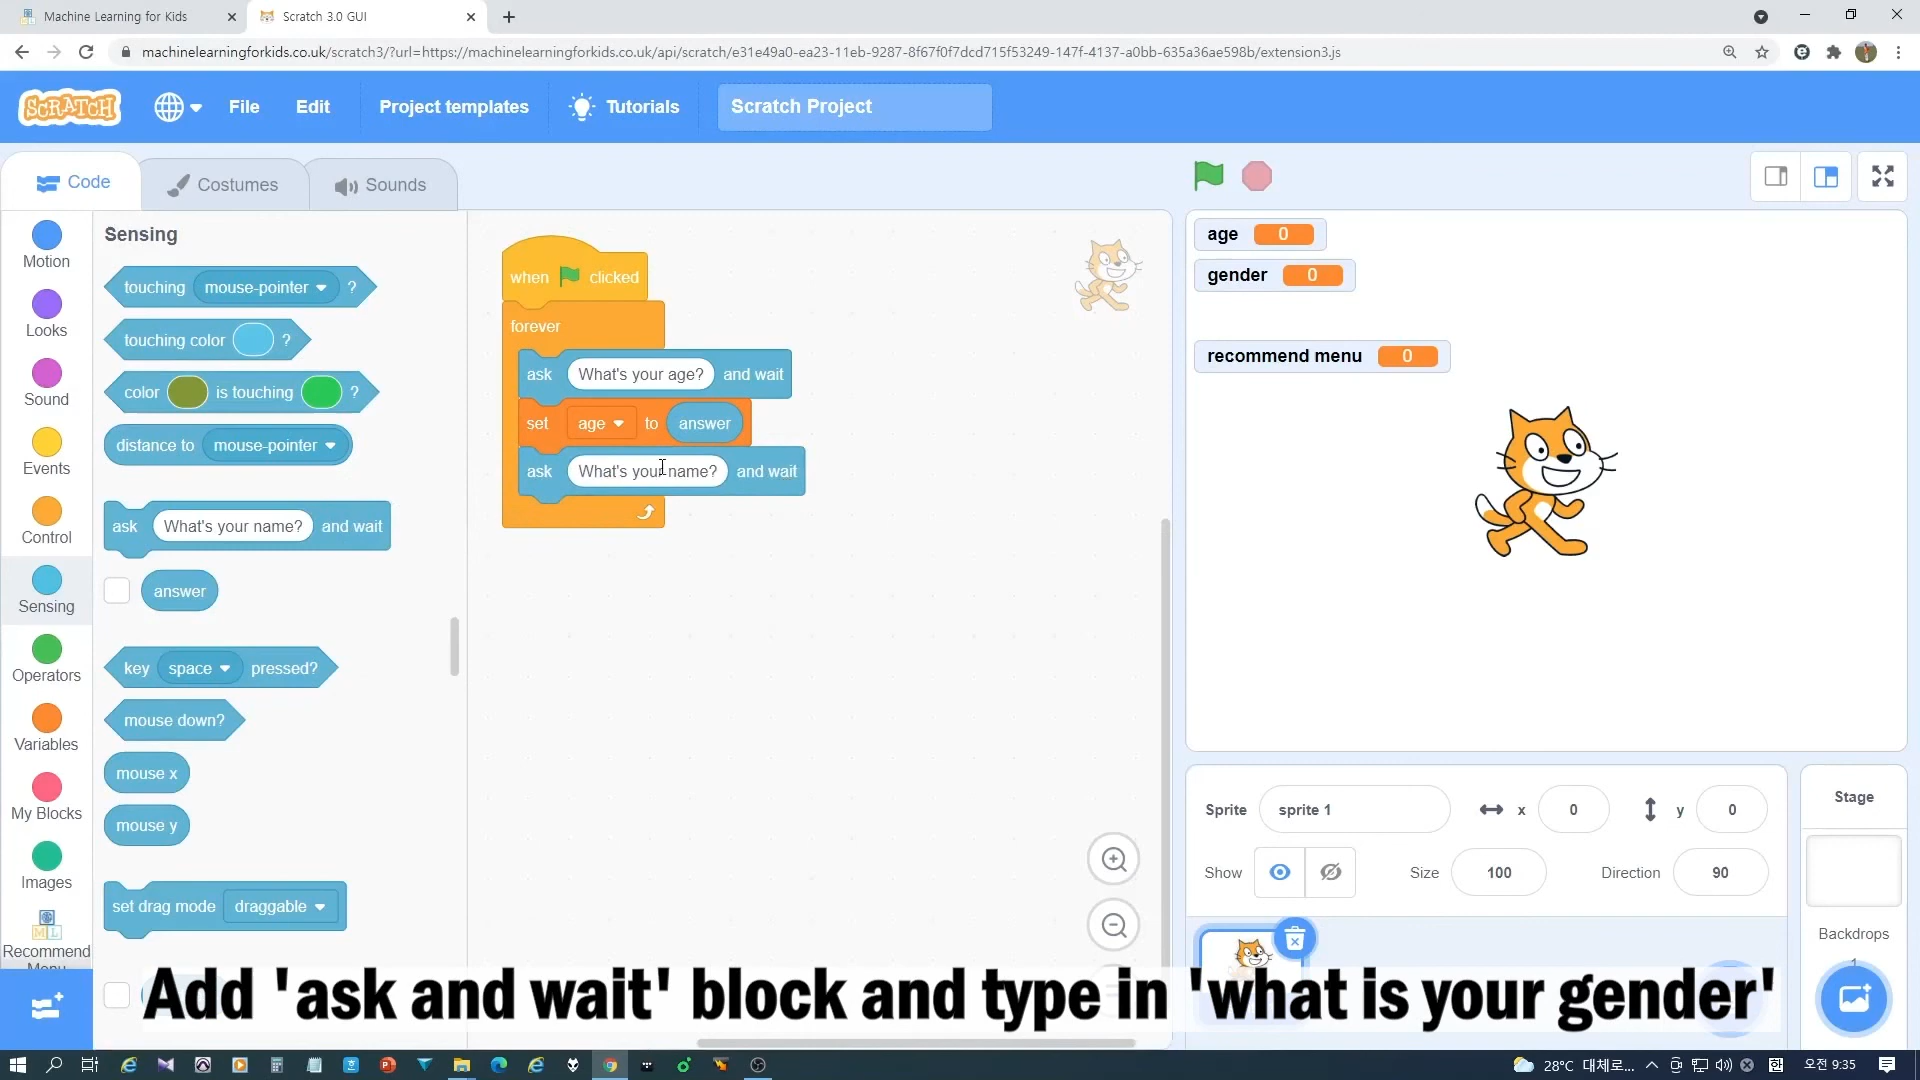 Machine Learning for Kids
Scratch 3.0 GUI
machinelearningforkids.co.uk/scratch3/?url=https://machinelearningforkids.co.uk/api/scratch/e31e49a0-ea23-11eb-9287-8f67f0f7dcd715f53249-147f-4137-a0bb-635a36ae598b/extension3.js
SCRATCH
File
Edit
Project templates
Tutorials
Scratch Project
Code
Costumes
Sounds
Motion
Looks
Sound
Events
Control
Sensing
Operators
Variables
My Blocks
Images
Recommend
Menu
Sensing
touching mouse-pointer ?
touching color ?
color is touching ?
distance to mouse-pointer
ask What's your name? and wait
answer
key space pressed?
mouse down?
mouse x
mouse y
set drag mode draggable
when clicked
forever
ask What's your age? and wait
set age to answer
ask What's your name? and wait
age 0
gender 0
recommend menu 0
Sprite sprite 1 x 0 y 0
Show Size 100 Direction 90
Stage
Backdrops
1
Add 'ask and wait' block and type in 'what is your gender'
28°C 대체로...
오전 9:35